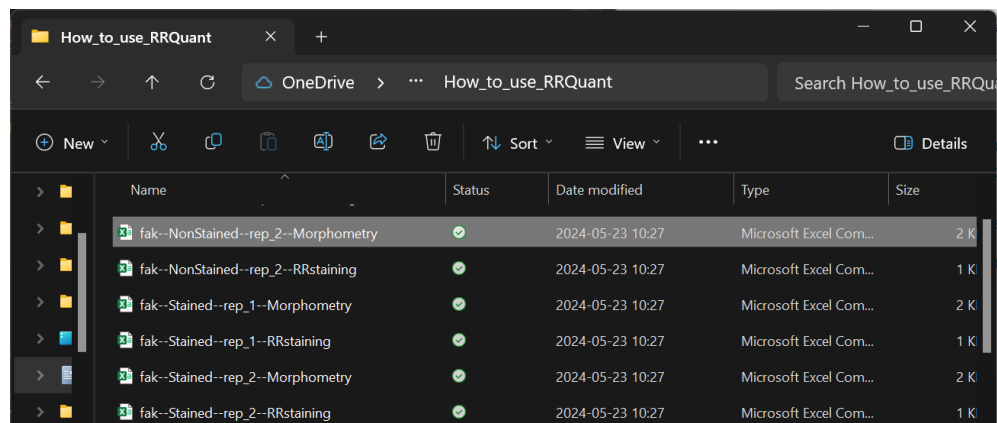 How_to_use_RRQuant
OneDrive > ··· How_to_use_RRQuant Search How_to_use_RRQu
New Sort View ··· Details
Name Status Date modified Type Size
fak--NonStained--rep_2--Morphometry 2024-05-23 10:27 Microsoft Excel Com... 2 K
fak--NonStained--rep_2--RRstaining 2024-05-23 10:27 Microsoft Excel Com... 1 K
fak--Stained--rep_1--Morphometry 2024-05-23 10:27 Microsoft Excel Com... 2 K
fak--Stained--rep_1--RRstaining 2024-05-23 10:27 Microsoft Excel Com... 1 K
fak--Stained--rep_2--Morphometry 2024-05-23 10:27 Microsoft Excel Com... 2 K
fak--Stained--rep_2--RRstaining 2024-05-23 10:27 Microsoft Excel Com... 1 K